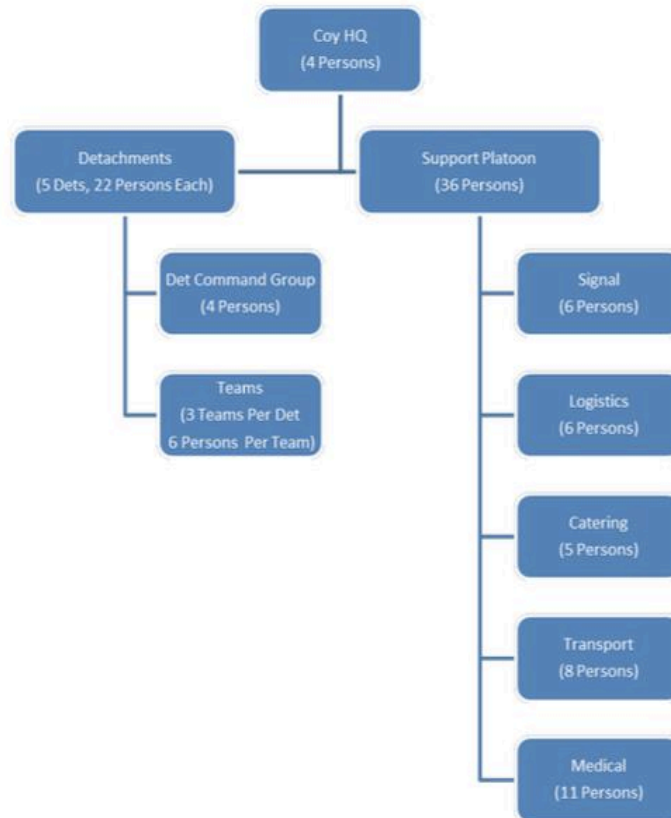 Coy HQ
(4 Persons)
Detachments
(5 Dets, 22 Persons Each)
Support Platoon
(36 Persons)
Det Command Group
(4 Persons)
Teams
(3 Teams Per Det
6 Persons Per Team)
Signal
(6 Persons)
Logistics
(6 Persons)
Catering
(5 Persons)
Transport
(8 Persons)
Medical
(11 Persons)